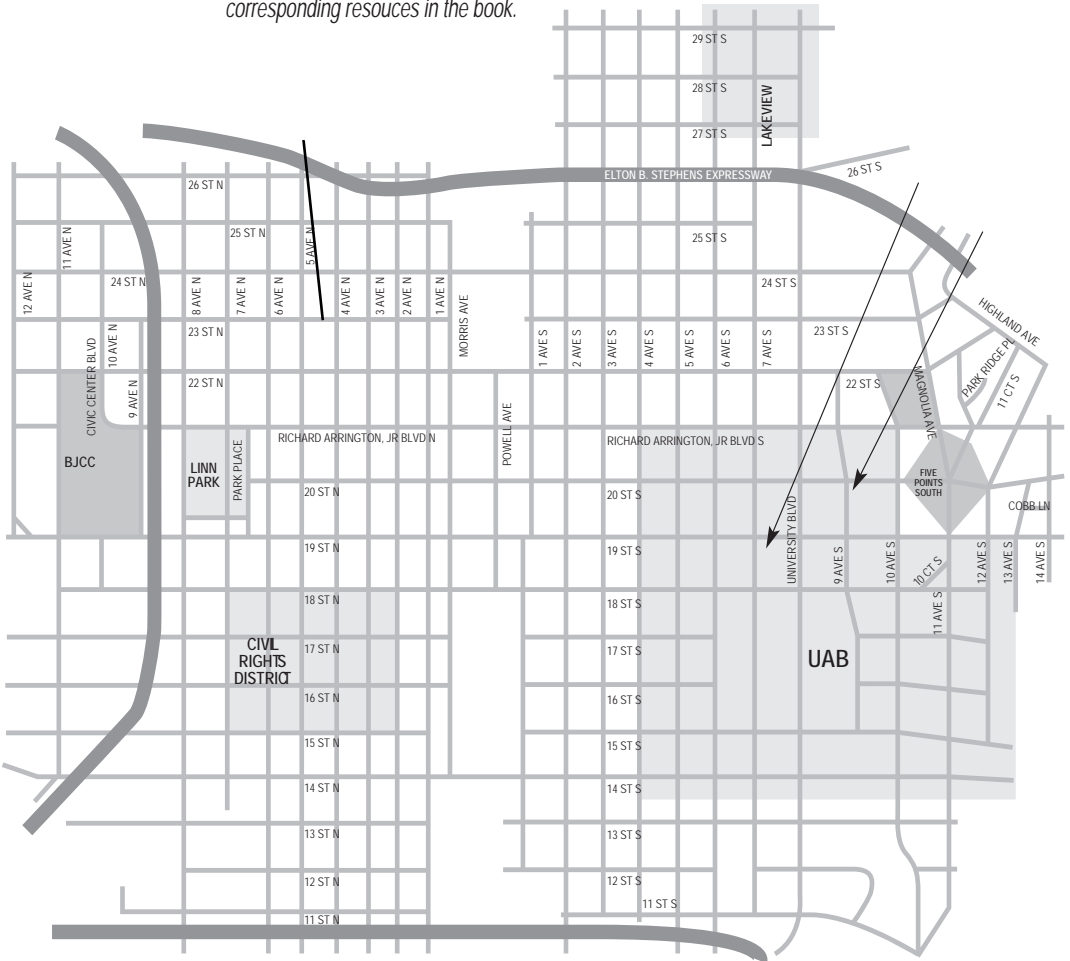 corresponding resouces in the book.
29 ST S
28 ST S
LAKEVIEW
27 ST S
ELTON B. STEPHENS EXPRESSWAY
26 ST S
26 ST N
25 ST N
5 AVE N
25 ST S
11 AVE N
12 AVE N
24 ST N
8 AVE N
7 AVE N
6 AVE N
4 AVE N
3 AVE N
2 AVE N
1 AVE N
MORRIS AVE
24 ST S
HIGHLAND AVE
10 AVE N
23 ST N
1 AVE S
2 AVE S
3 AVE S
4 AVE S
5 AVE S
6 AVE S
7 AVE S
23 ST S
PARK RIDGE PL
CIVIC CENTER BLVD
9 AVE N
22 ST N
22 ST S
MAGNOLIA AVE
11 CT S
POWELL AVE
RICHARD ARRINGTON, JR BLVD N
RICHARD ARRINGTON, JR BLVD S
BJCC
LINN
PARK
PARK PLACE
FIVE
POINTS
SOUTH
20 ST N
20 ST S
UNIVERSITY BLVD
COBB LN
19 ST N
19 ST S
9 AVE S
10 AVE S
10 CT S
12 AVE S
13 AVE S
14 AVE S
18 ST N
18 ST S
11 AVE S
CIVIL
RIGHTS
DISTRICT
17 ST N
17 ST S
UAB
16 ST N
16 ST S
15 ST N
15 ST S
14 ST N
14 ST S
13 ST N
13 ST S
12 ST N
12 ST S
11 ST S
11 ST N